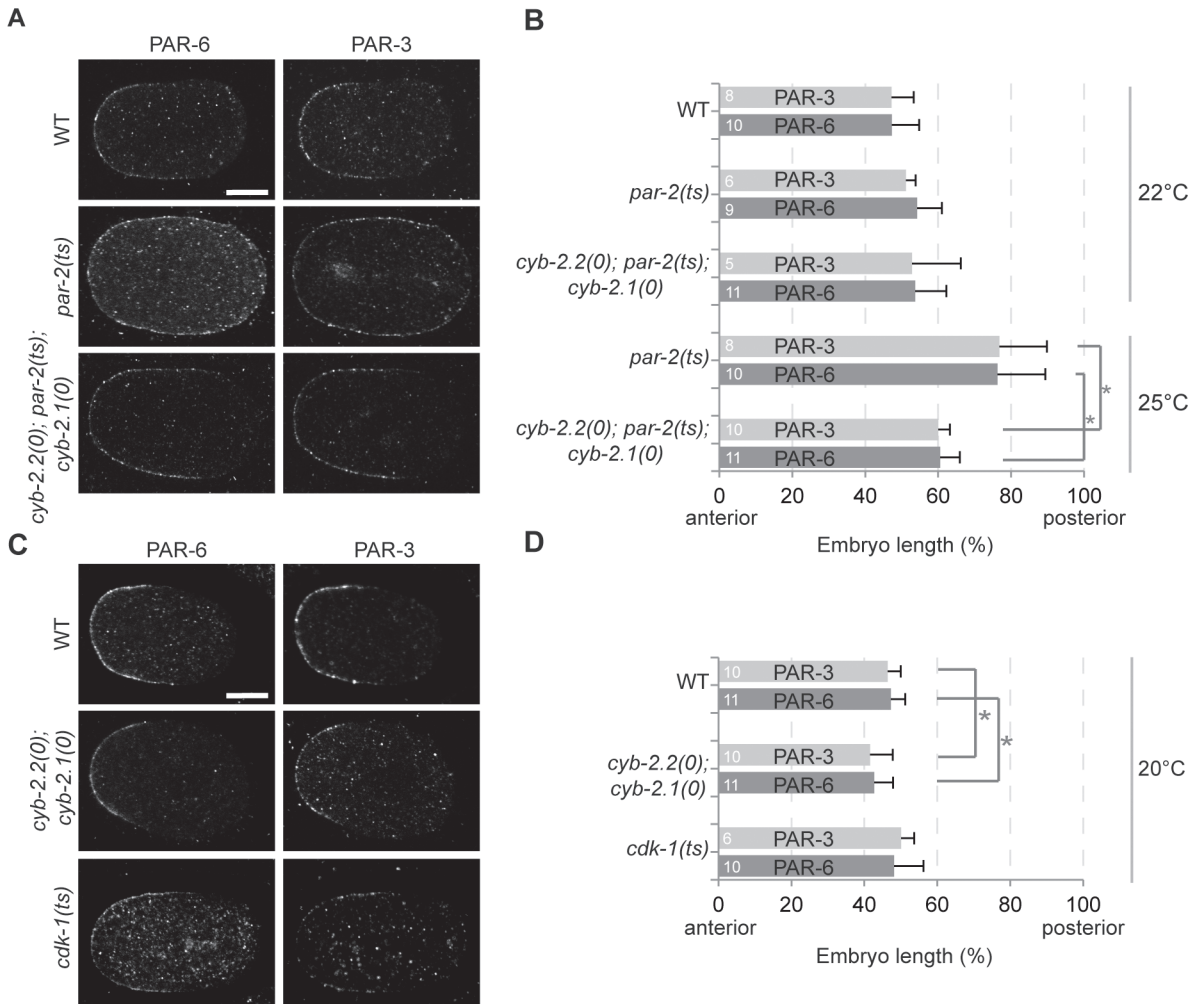 A
PAR-6
PAR-3
WT
par-2(ts)
cyb-2.2(0); par-2(ts);
cyb-2.1(0)
B
WT
8 PAR-3
10 PAR-6
par-2(ts)
6 PAR-3
9 PAR-6
cyb-2.2(0); par-2(ts);
cyb-2.1(0)
5 PAR-3
11 PAR-6
22°C
par-2(ts)
8 PAR-3
10 PAR-6
*
*
cyb-2.2(0); par-2(ts);
cyb-2.1(0)
10 PAR-3
11 PAR-6
25°C
0 20 40 60 80 100
anterior posterior
Embryo length (%)
C
PAR-6
PAR-3
WT
cyb-2.2(0);
cyb-2.1(0)
cdk-1(ts)
D
WT
10 PAR-3
11 PAR-6
*
*
cyb-2.2(0);
cyb-2.1(0)
10 PAR-3
11 PAR-6
cdk-1(ts)
6 PAR-3
10 PAR-6
20°C
0 20 40 60 80 100
anterior posterior
Embryo length (%)